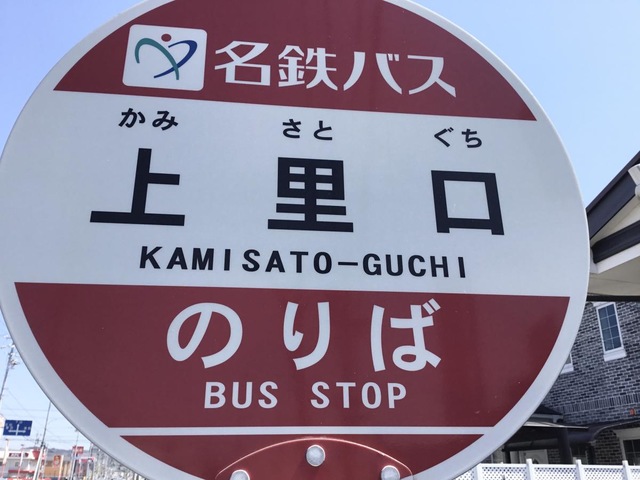 名鉄バス
かみ さと ぐち
上里口
KAMISATO-GUCHI
のりば
BUS STOP